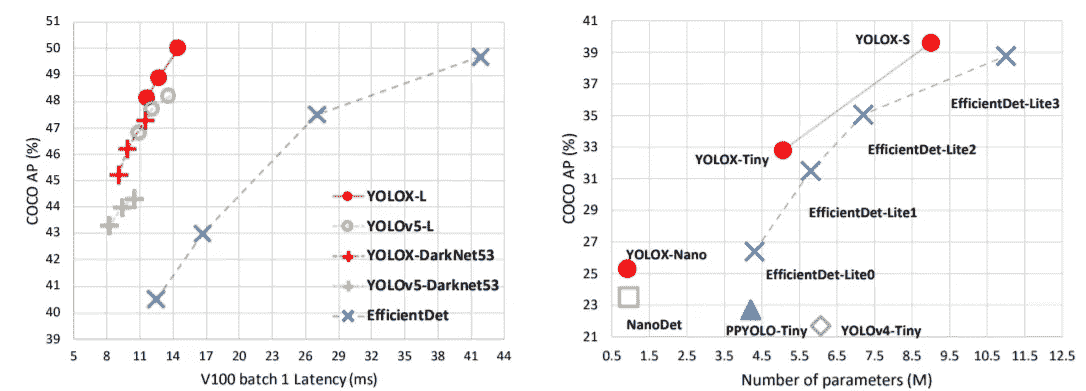 51
50
49
48
47
46
45
44
43
42
41
40
39
COCO AP (%)
YOLOX-L
YOLOv5-L
YOLOX-DarkNet53
YOLOv5-Darknet53
EfficientDet
5 8 11 14 17 20 23 26 29 32 35 38 41 44
V100 batch 1 Latency (ms)
41
39
37
35
33
31
29
27
25
23
21
COCO AP (%)
YOLOX-S
EfficientDet-Lite3
EfficientDet-Lite2
YOLOX-Tiny
EfficientDet-Lite1
YOLOX-Nano
EfficientDet-Lite0
NanoDet
PPYOLO-Tiny
YOLOv4-Tiny
0.5 1.5 2.5 3.5 4.5 5.5 6.5 7.5 8.5 9.5 10.5 11.5 12.5
Number of parameters (M)